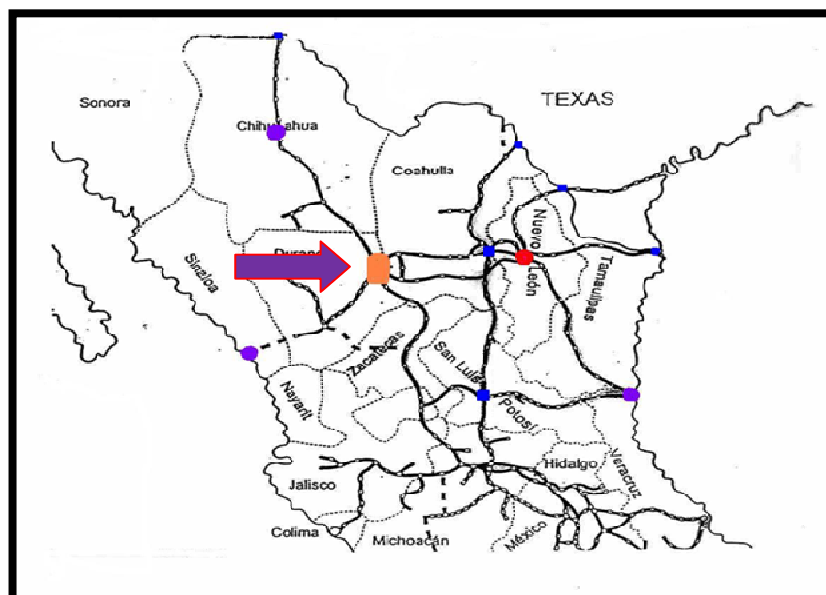 TEXAS
Sonora
Chihuahua
Coahuila
Nuevo
León
Sinaloa
Tamaulipas
Zacatecas
San Luis
Potosí
Nayarit
Hidalgo
Veracruz
Jalisco
Colima
Michoacán
México